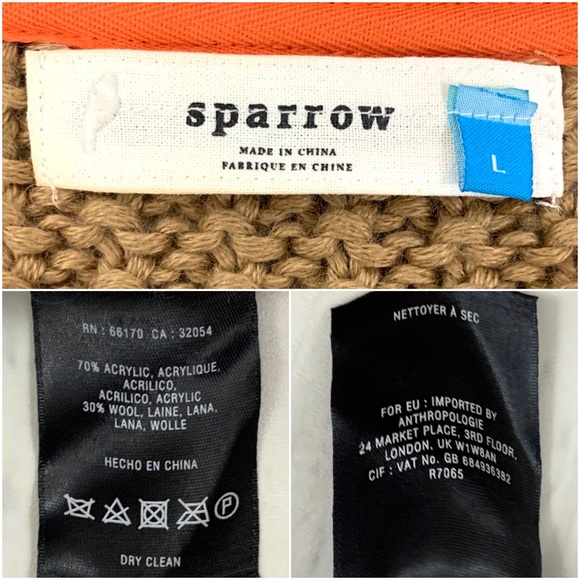 sparrow
MADE IN CHINA
FABRIQUE EN CHINE
L
RN : 66170 CA : 32054
70% ACRYLIC, ACRYLIQUE,
ACRILICO,
ACRILICO, ACRYLIC
30% WOOL, LAINE, LANA,
LANA, WOLLE
HECHO EN CHINA
P
DRY CLEAN
NETTOYER À SEC
FOR EU : IMPORTED BY
ANTHROPOLOGIE
24 MARKET PLACE, 3RD FLOOR,
LONDON, UK W1W8AN
CIF : VAT No. GB 684936382
R7065